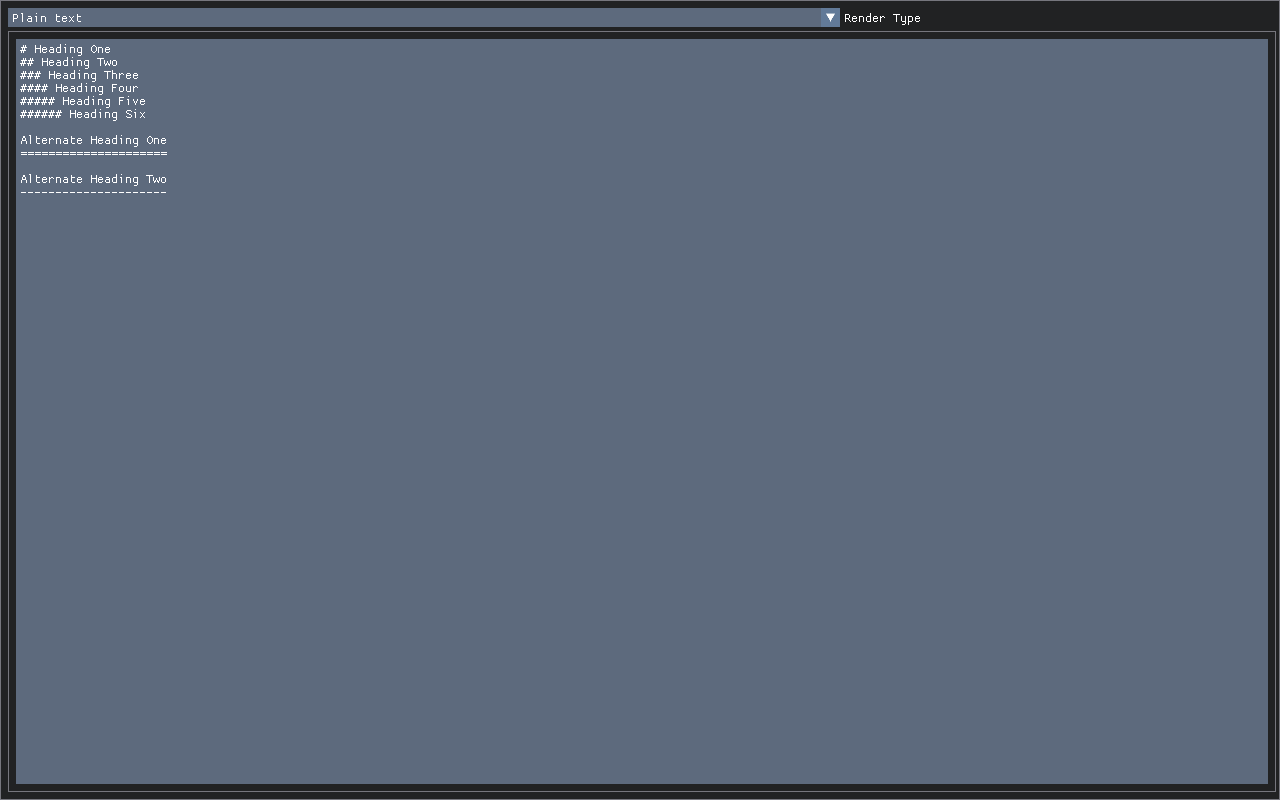 Plain text
Render Type
# Heading One
## Heading Two
### Heading Three
#### Heading Four
##### Heading Five
###### Heading Six
Alternate Heading One
=====================
Alternate Heading Two
---------------------